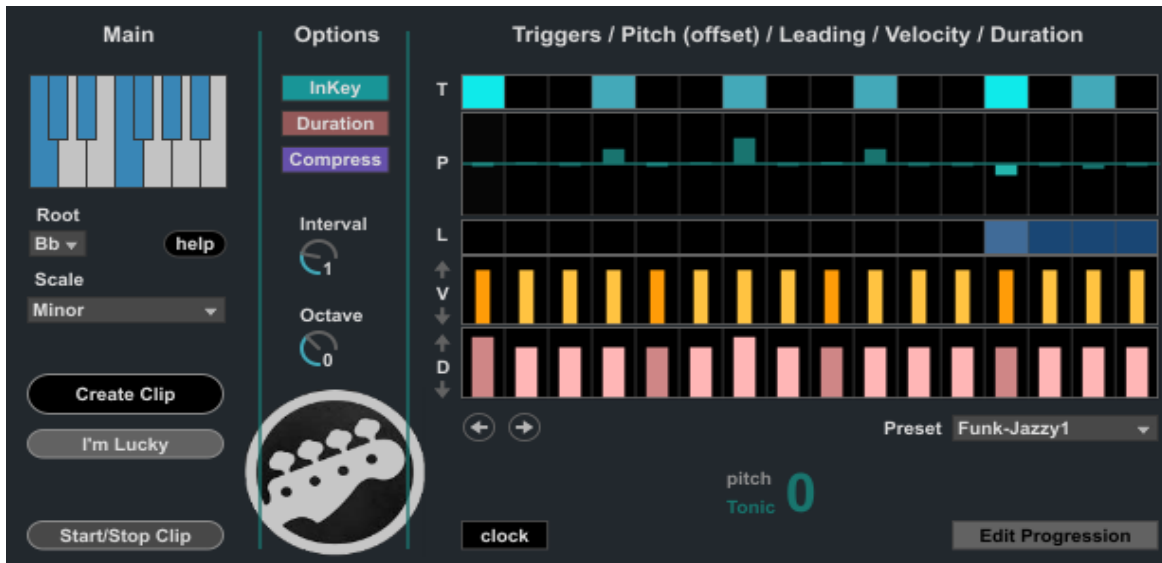 Main
Options
Triggers / Pitch (offset) / Leading / Velocity / Duration
InKey
Duration
Compress
Root
Bb
help
Scale
Minor
Interval
1
Octave
0
Create Clip
I'm Lucky
Start/Stop Clip
T
P
L
V
D
Preset Funk-Jazzy1
pitch
Tonic
0
clock
Edit Progression